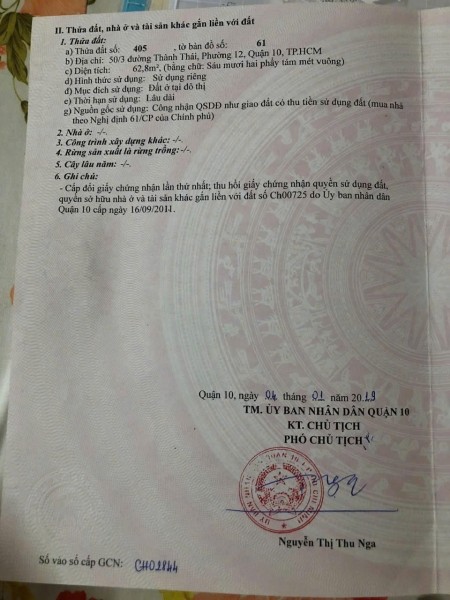 II. Thửa đất, nhà ở và tài sản khác gắn liền với đất
1. Thửa đất:
a) Thửa đất số: 405 , tờ bản đồ số: 61
b) Địa chỉ: 50/3 đường Thành Thái, Phường 12, Quận 10, TP.HCM
c) Diện tích: 62,8m², (bằng chữ: Sáu mươi hai phẩy tám mét vuông)
d) Hình thức sử dụng: Sử dụng riêng
đ) Mục đích sử dụng: Đất ở tại đô thị
e) Thời hạn sử dụng: Lâu dài
g) Nguồn gốc sử dụng: Công nhận QSDĐ như giao đất có thu tiền sử dụng đất (mua nhà
theo Nghị định 61/CP của Chính phủ)
2. Nhà ở: -/-
3. Công trình xây dựng khác: -/-
4. Rừng sản xuất là rừng trồng:-/-
5. Cây lâu năm: -/-
6. Ghi chú:
- Cấp đổi giấy chứng nhận lần thứ nhất; thu hồi giấy chứng nhận quyền sử dụng đất,
quyền sở hữu nhà ở và tài sản khác gắn liền với đất số CH00725 do Ủy ban nhân dân
Quận 10 cấp ngày 16/09/2011.
Quận 10, ngày 04 tháng 01 năm 2019
TM. ỦY BAN NHÂN DÂN QUẬN 10
KT. CHỦ TỊCH
PHÓ CHỦ TỊCH
Nguyễn Thị Thu Nga
Số vào sổ cấp GCN: CH02844